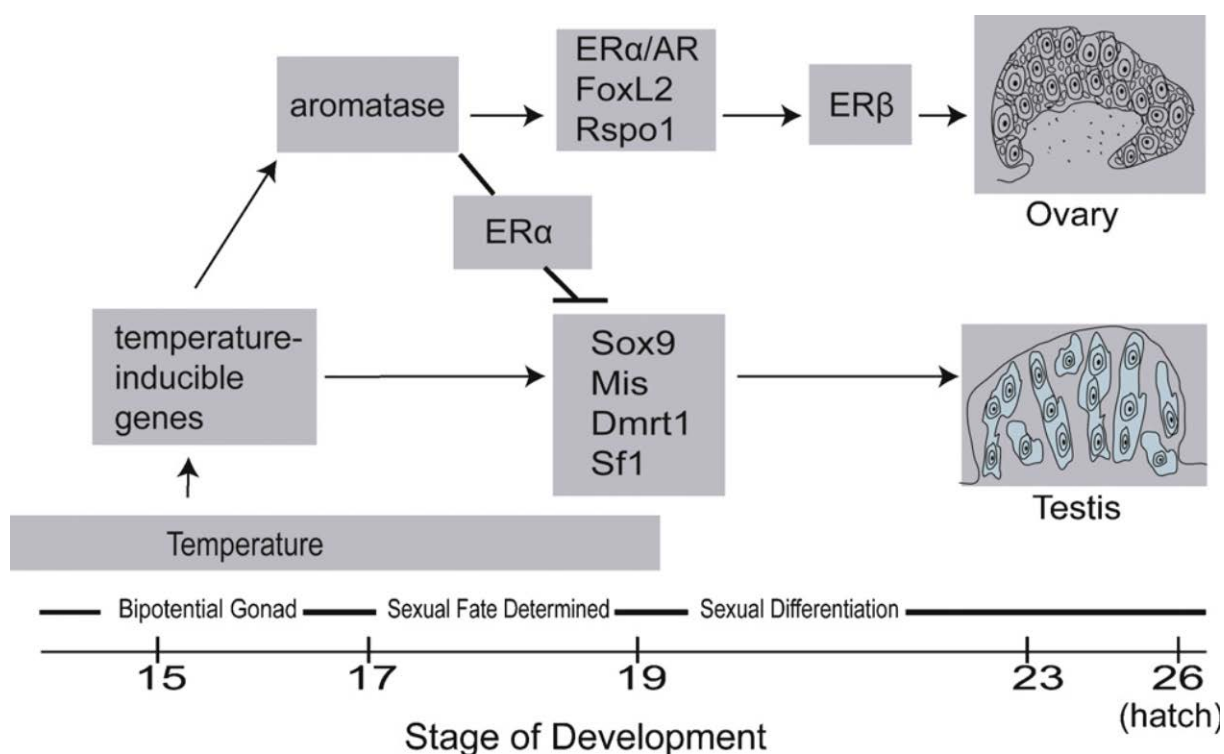 ERα/AR
FoxL2
Rspo1
aromatase
ERβ
Ovary
ERα
temperature-
inducible
genes
Sox9
Mis
Dmrt1
Sf1
Testis
Temperature
Bipotential Gonad
Sexual Fate Determined
Sexual Differentiation
15
17
19
23
26
(hatch)
Stage of Development